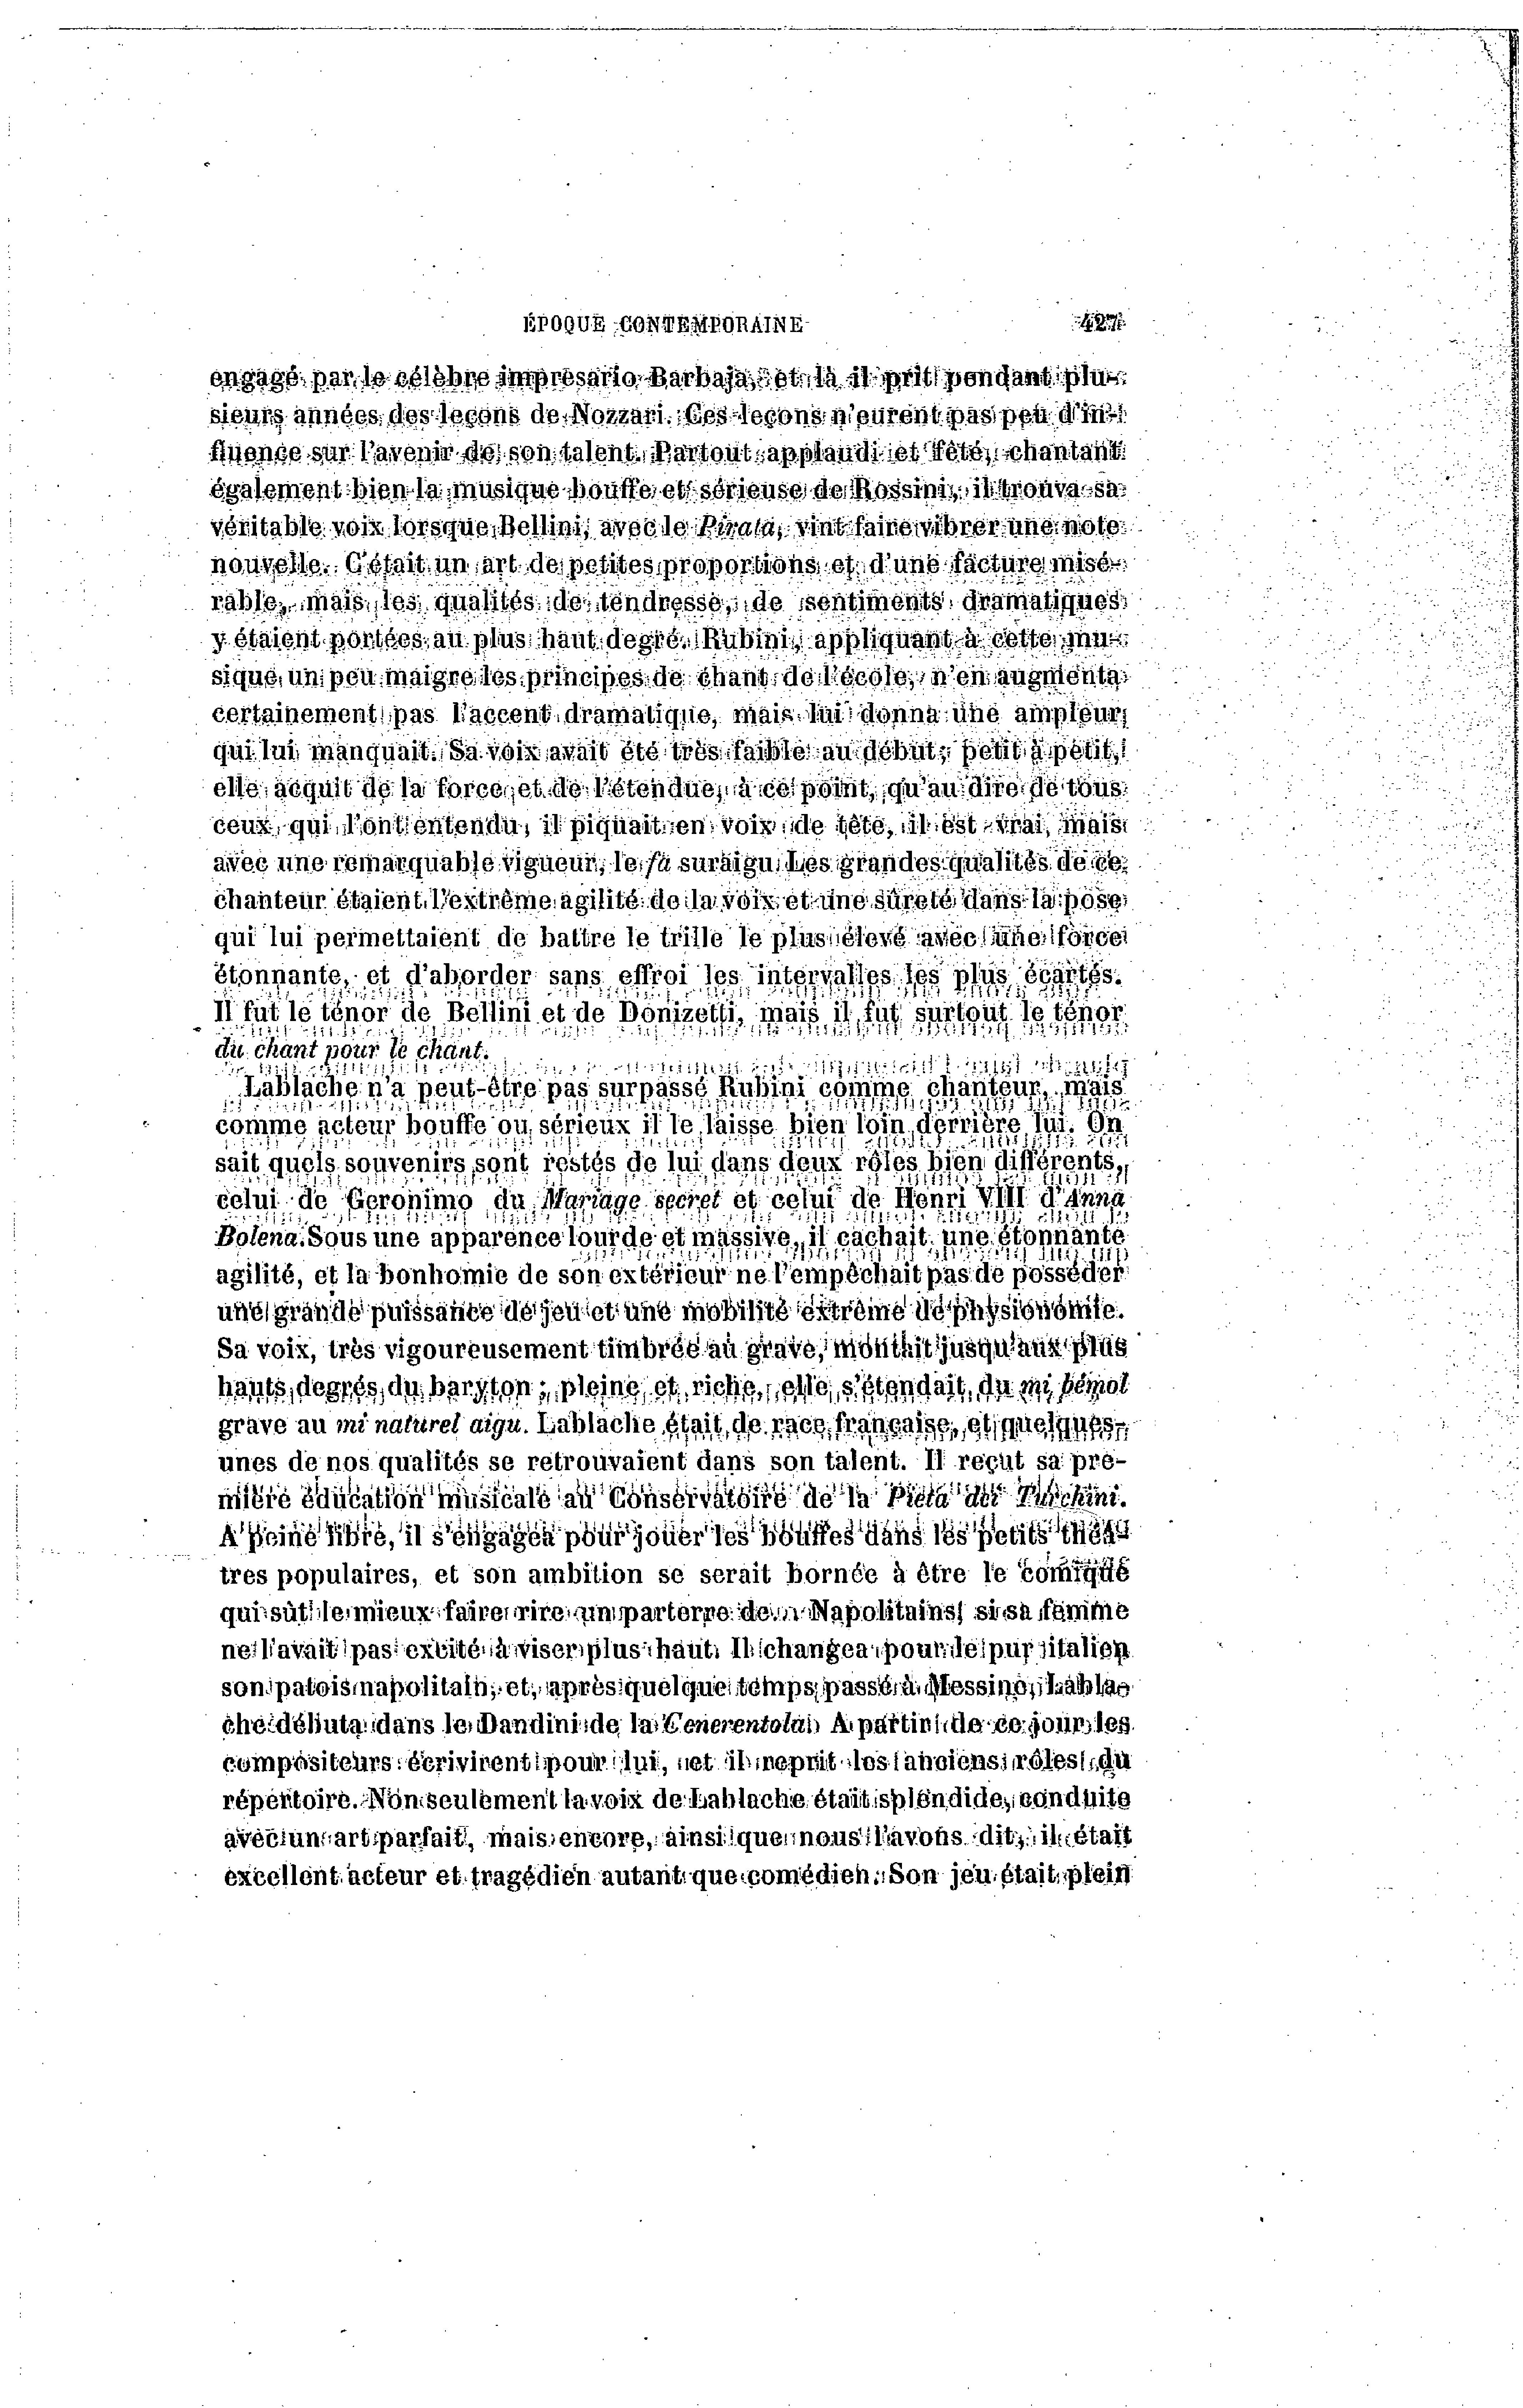 ÉPOQUE CONTEMPORAINE 427
engagé par le célèbre impresario Barbaja, et là il prit pendant plu-
sieurs années des leçons de Nozzari. Ces leçons n'eurent pas peu d'in-
fluence sur l'avenir de son talent. Partout applaudi et fêté, chantant
également bien la musique bouffe et sérieuse de Rossini, il trouva sa
véritable voix lorsque Bellini, avec le Pirata, vint faire vibrer une note
nouvelle. C'était un art de petites proportions et d'une facture misé-
rable, mais les qualités de tendresse, de sentiments dramatiques
y étaient portées au plus haut degré. Rubini, appliquant à cette mu-
sique un peu maigre les principes de chant de l'école, n'en augmenta
certainement pas l'accent dramatique, mais lui donna une ampleur
qui lui manquait. Sa voix avait été très faible au début; petit à petit,
elle acquit de la force et de l'étendue, à ce point, qu'au dire de tous
ceux qui l'ont entendu, il piquait en voix de tête, il est vrai, mais
avec une remarquable vigueur, le fa suraigu. Les grandes qualités de ce
chanteur étaient l'extrême agilité de la voix et une sûreté dans la pose
qui lui permettaient de battre le trille le plus élevé avec une force
étonnante, et d'aborder sans effroi les intervalles les plus écartés.
Il fut le ténor de Bellini et de Donizetti, mais il fut surtout le ténor
du chant pour le chant.
Lablache n'a peut-être pas surpassé Rubini comme chanteur, mais
comme acteur bouffe ou sérieux il le laisse bien loin derrière lui. On
sait quels souvenirs sont restés de lui dans deux rôles bien différents,
celui de Geronimo du Mariage secret et celui de Henri VIII d'Anna
Bolena. Sous une apparence lourde et massive, il cachait une étonnante
agilité, et la bonhomie de son extérieur ne l'empêchait pas de posséder
une grande puissance de jeu et une mobilité extrême de physionomie.
Sa voix, très vigoureusement timbrée au grave, montait jusqu'aux plus
hauts degrés du baryton; pleine et riche, elle s'étendait du mi bémol
grave au mi naturel aigu. Lablache était de race française, et quelques-
unes de nos qualités se retrouvaient dans son talent. Il reçut sa pre-
mière éducation musicale au Conservatoire de la Pieta dei Turchini.
A peine libre, il s'engagea pour jouer les bouffes dans les petits théâ-
tres populaires, et son ambition se serait bornée à être le comique
qui sût le mieux faire rire un parterre de Napolitains, si sa femme
ne l'avait pas excité à viser plus haut. Il changea pour le pur italien
son patois napolitain, et, après quelque temps passé à Messine, Labla-
che débuta dans le Dandini de la Cenerentola. A partir de ce jour, les
compositeurs écrivirent pour lui, et il reprit les anciens rôles du
répertoire. Non seulement la voix de Lablache était splendide, conduite
avec un art parfait, mais encore, ainsi que nous l'avons dit, il était
excellent acteur et tragédien autant que comédien. Son jeu était plein